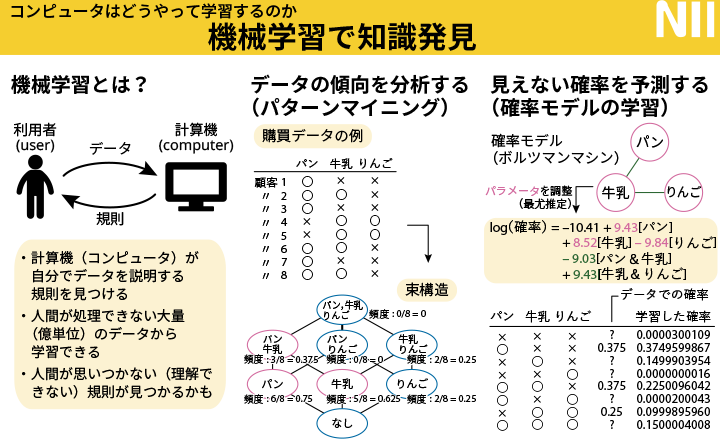 コンピュータはどうやって学習するのか
機械学習で知識発見
NII
機械学習とは？
利用者
(user)
データ
計算機
(computer)
規則
・計算機（コンピュータ）が
自分でデータを説明する
規則を見つける
・人間が処理できない大量
（億単位）のデータから
学習できる
・人間が思いつかない（理解で
きない）規則が見つかるかも
データの傾向を分析する
（パターンマイニング）
購買データの例
パン 牛乳 りんご
顧客 1 ○ × ×
〃 2 ○ ○ ×
〃 3 ○ × ×
〃 4 × ○ ○
〃 5 × ○ ○
〃 6 ○ ○ ×
〃 7 ○ × ×
〃 8 ○ ○ ×
束構造
パン,牛乳
りんご
頻度 : 0/8=0
パン
牛乳
頻度 : 3/8=0.375
パン
りんご
頻度 : 0/8=0
牛乳
りんご
頻度 : 2/8=0.25
パン
頻度 : 6/8=0.75
牛乳
頻度 : 5/8=0.625
りんご
頻度 : 2/8=0.25
なし
見えない確率を予測する
（確率モデルの学習）
確率モデル
(ボルツマンマシン)
パン
牛乳
りんご
パラメータを調整
（最尤推定）
log(確率) = −10.41 + 9.43[パン]
+ 8.52[牛乳] − 9.84[りんご]
− 9.03[パン & 牛乳]
+ 9.43[牛乳 & りんご]
データでの確率
パン 牛乳 りんご 学習した確率
× × × ? 0.0000300109
○ × × 0.375 0.3749599867
× ○ × ? 0.1499903954
× × ○ ? 0.0000000016
○ ○ × 0.375 0.2250096042
○ × ○ ? 0.0000200043
× ○ ○ 0.25 0.0999895960
○ ○ ○ ? 0.1500004008